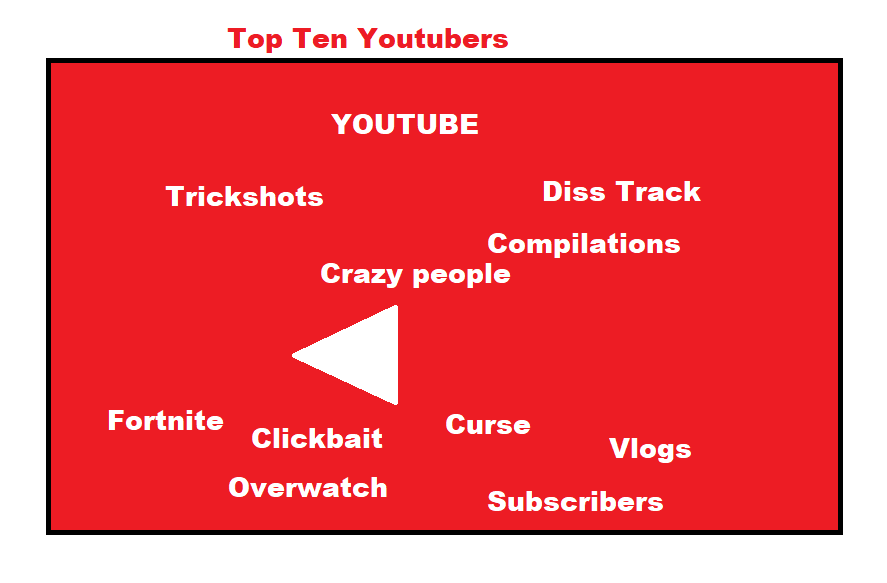 Top Ten Youtubers
YOUTUBE
Trickshots
Diss Track
Compilations
Crazy people
Fortnite
Clickbait
Curse
Vlogs
Overwatch
Subscribers